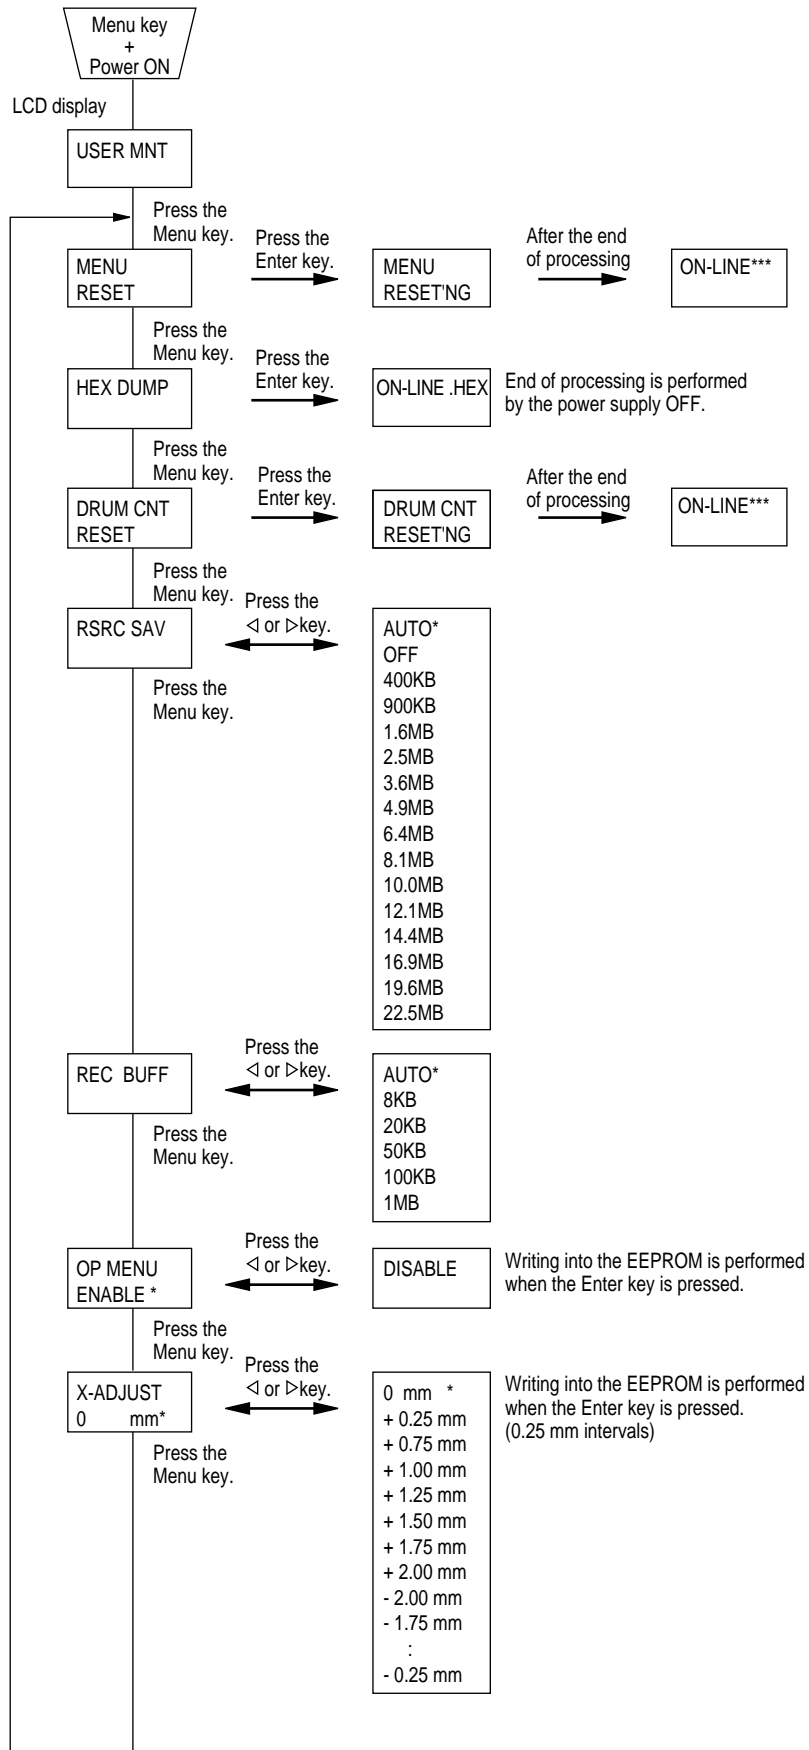 Menu key
+
Power ON
LCD display
USER MNT
Press the
Menu key.
Press the
Enter key.
After the end
of processing
MENU
RESET
MENU
RESET'NG
ON-LINE***
Press the
Menu key.
Press the
Enter key.
HEX DUMP
ON-LINE .HEX
End of processing is performed
by the power supply OFF.
Press the
Menu key.
Press the
Enter key.
After the end
of processing
DRUM CNT
RESET
DRUM CNT
RESET'NG
ON-LINE***
Press the
Menu key.
Press the
◁ or ▷key.
RSRC SAV
AUTO*
OFF
400KB
900KB
1.6MB
2.5MB
3.6MB
4.9MB
6.4MB
8.1MB
10.0MB
12.1MB
14.4MB
16.9MB
19.6MB
22.5MB
Press the
Menu key.
REC BUFF
Press the
◁ or ▷key.
AUTO*
8KB
20KB
50KB
100KB
1MB
Press the
Menu key.
OP MENU
ENABLE *
Press the
◁ or ▷key.
DISABLE
Writing into the EEPROM is performed
when the Enter key is pressed.
Press the
Menu key.
X-ADJUST
0 mm*
Press the
◁ or ▷key.
0 mm *
+ 0.25 mm
+ 0.75 mm
+ 1.00 mm
+ 1.25 mm
+ 1.50 mm
+ 1.75 mm
+ 2.00 mm
- 2.00 mm
- 1.75 mm
:
- 0.25 mm
Writing into the EEPROM is performed
when the Enter key is pressed.
(0.25 mm intervals)
Press the
Menu key.